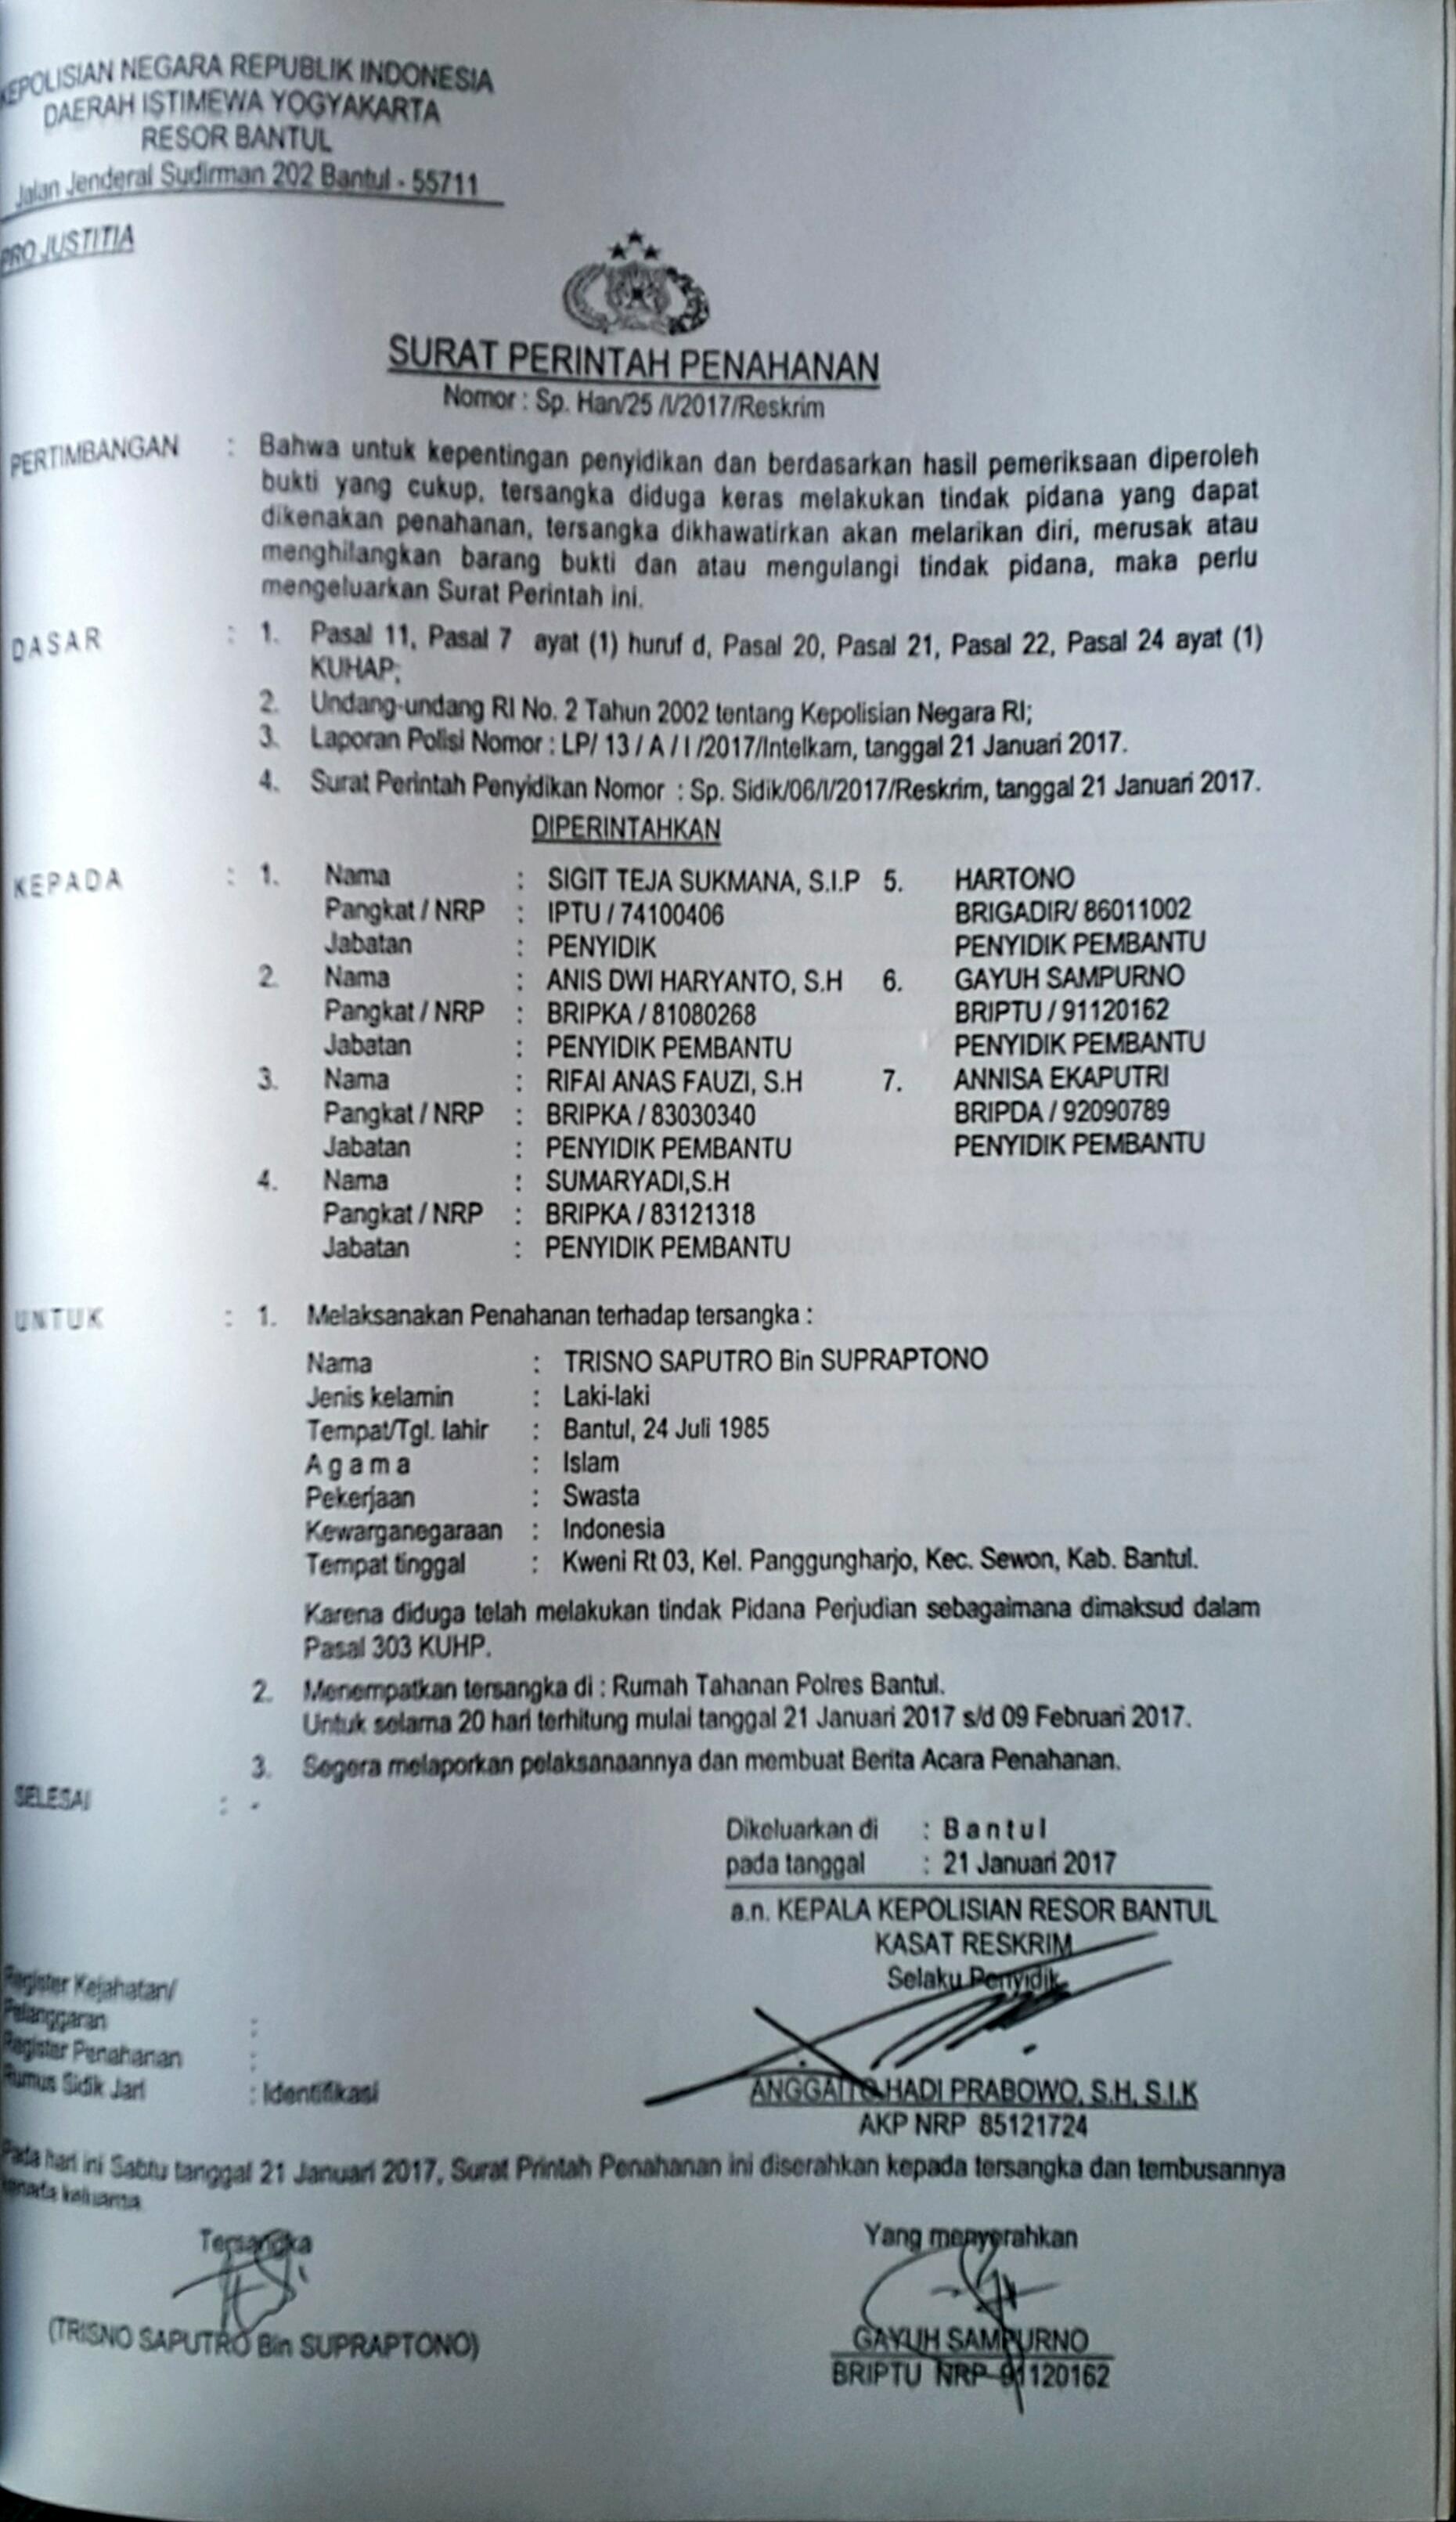 KEPOLISIAN NEGARA REPUBLIK INDONESIA
DAERAH ISTIMEWA YOGYAKARTA
RESOR BANTUL
Jalan Jenderal Sudirman 202 Bantul - 55711
PRO JUSTITIA
SURAT PERINTAH PENAHANAN
Nomor : Sp. Han/25 /I/2017/Reskrim
PERTIMBANGAN : Bahwa untuk kepentingan penyidikan dan berdasarkan hasil pemeriksaan diperoleh
bukti yang cukup, tersangka diduga keras melakukan tindak pidana yang dapat
dikenakan penahanan, tersangka dikhawatirkan akan melarikan diri, merusak atau
menghilangkan barang bukti dan atau mengulangi tindak pidana, maka perlu
mengeluarkan Surat Perintah ini.
DASAR : 1. Pasal 11, Pasal 7 ayat (1) huruf d, Pasal 20, Pasal 21, Pasal 22, Pasal 24 ayat (1)
KUHAP;
2. Undang-undang RI No. 2 Tahun 2002 tentang Kepolisian Negara RI;
3. Laporan Polisi Nomor : LP/ 13 / A / I /2017/Intelkam, tanggal 21 Januari 2017.
4. Surat Perintah Penyidikan Nomor : Sp. Sidik/06/I/2017/Reskrim, tanggal 21 Januari 2017.
DIPERINTAHKAN
KEPADA : 1. Nama : SIGIT TEJA SUKMANA, S.I.P 5. HARTONO
Pangkat / NRP : IPTU / 74100406 BRIGADIR/ 86011002
Jabatan : PENYIDIK PENYIDIK PEMBANTU
2. Nama : ANIS DWI HARYANTO, S.H 6. GAYUH SAMPURNO
Pangkat / NRP : BRIPKA / 81080268 BRIPTU / 91120162
Jabatan : PENYIDIK PEMBANTU PENYIDIK PEMBANTU
3. Nama : RIFAI ANAS FAUZI, S.H 7. ANNISA EKAPUTRI
Pangkat / NRP : BRIPKA / 83030340 BRIPDA / 92090789
Jabatan : PENYIDIK PEMBANTU PENYIDIK PEMBANTU
4. Nama : SUMARYADI,S.H
Pangkat / NRP : BRIPKA / 83121318
Jabatan : PENYIDIK PEMBANTU
UNTUK : 1. Melaksanakan Penahanan terhadap tersangka :
Nama : TRISNO SAPUTRO Bin SUPRAPTONO
Jenis kelamin : Laki-laki
Tempat/Tgl. lahir : Bantul, 24 Juli 1985
A g a m a : Islam
Pekerjaan : Swasta
Kewarganegaraan : Indonesia
Tempat tinggal : Kweni Rt 03, Kel. Panggungharjo, Kec. Sewon, Kab. Bantul.
Karena diduga telah melakukan tindak Pidana Perjudian sebagaimana dimaksud dalam
Pasal 303 KUHP.
2. Menempatkan tersangka di : Rumah Tahanan Polres Bantul.
Untuk selama 20 hari terhitung mulai tanggal 21 Januari 2017 s/d 09 Februari 2017.
3. Segera melaporkan pelaksanaannya dan membuat Berita Acara Penahanan.
SELESAI : -
Dikeluarkan di : B a n t u l
pada tanggal : 21 Januari 2017
a.n. KEPALA KEPOLISIAN RESOR BANTUL
KASAT RESKRIM
Selaku Penyidik
Register Kejahatan/
Pelanggaran :
Register Penahanan :
Rumus Sidik Jari : Identifikasi
ANGGAITO HADI PRABOWO, S.H, S.I.K
AKP NRP 85121724
Pada hari ini Sabtu tanggal 21 Januari 2017, Surat Printah Penahanan ini diserahkan kepada tersangka dan tembusannya
kepada keluarga.
Tersangka
(TRISNO SAPUTRO Bin SUPRAPTONO)
Yang menyerahkan
GAYUH SAMPURNO
BRIPTU NRP 91120162